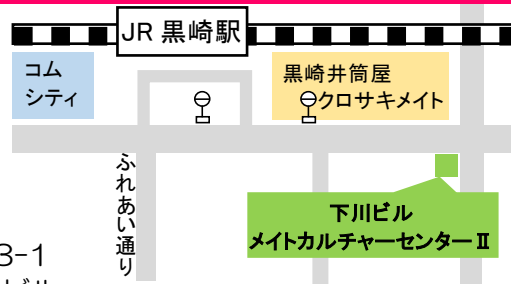 JR 黒崎駅
コム
シティ
黒崎井筒屋
クロサキメイト
ふれあい通り
下川ビル
メイトカルチャーセンターⅡ
3-1
ビル